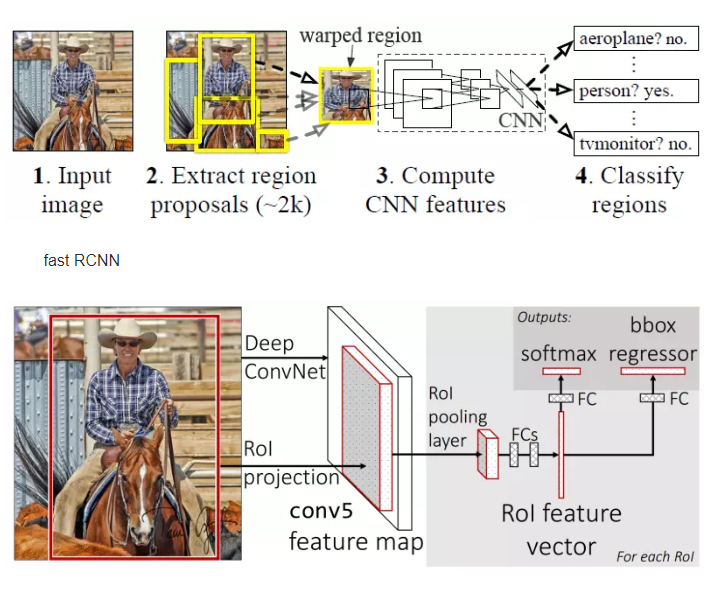 warped region
aeroplane? no.
person? yes.
CNN
tvmonitor? no.
1. Input
image
2. Extract region
proposals (~2k)
3. Compute
CNN features
4. Classify
regions
fast RCNN
Outputs:
bbox
softmax
regressor
Deep
ConvNet
FC
FC
RoI
pooling
layer
FCs
RoI
projection
conv5
feature map
RoI feature
vector
For each RoI